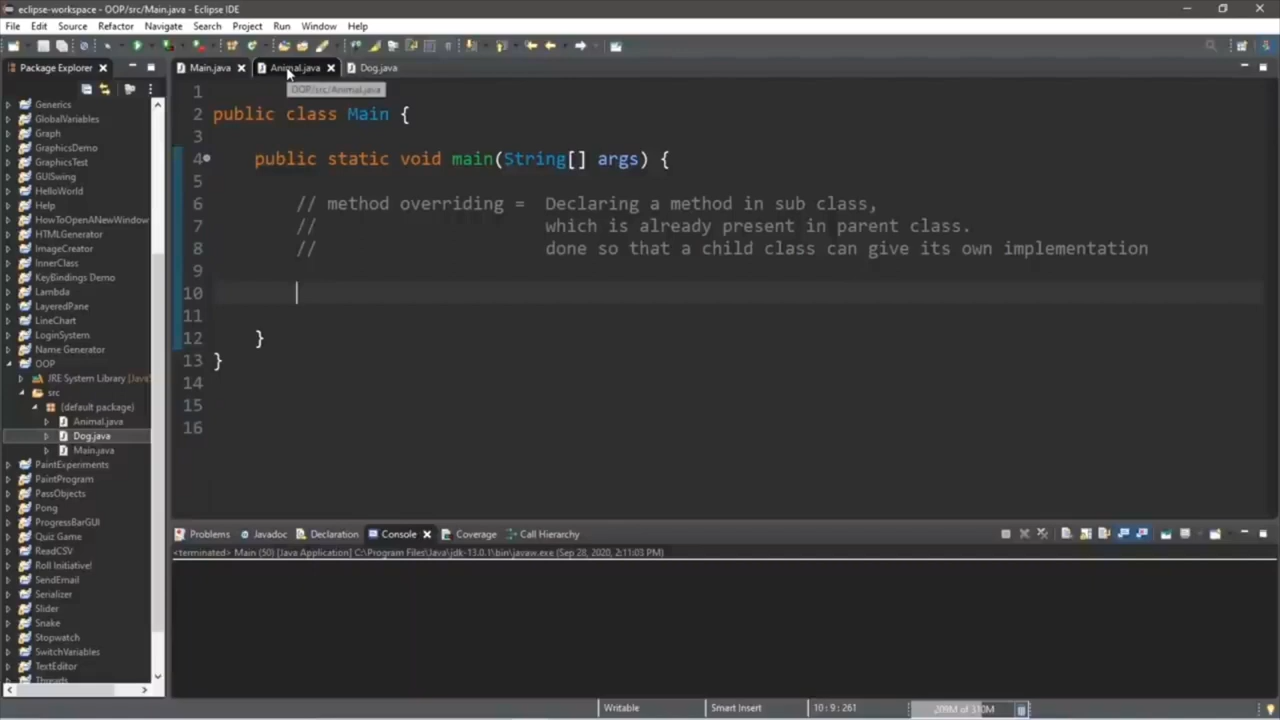 eclipse-workspace - OOP/src/Main.java - Eclipse IDE
File Edit Source Refactor Navigate Search Project Run Window Help
Package Explorer
Main.java Animal.java Dog.java
OOP/src/Animal.java
Generics
GlobalVariables
Graph
GraphicsDemo
GraphicsTest
GUISwing
HelloWorld
Help
HowToOpenANewWindow
HTMLGenerator
ImageCreator
InnerClass
KeyBindings Demo
Lambda
LayeredPane
LineChart
LoginSystem
Name Generator
OOP
JRE System Library [Java
src
(default package)
Animal.java
Dog.java
Main.java
PaintExperiments
PaintProgram
PassObjects
Pong
ProgressBarGUI
Quiz Game
ReadCSV
Roll Initiative!
SendEmail
Serializer
Slider
Snake
Stopwatch
SwitchVariables
TextEditor
Threads
1
2 public class Main {
3
4 public static void main(String[] args) {
5
6 // method overriding = Declaring a method in sub class,
7 // which is already present in parent class.
8 // done so that a child class can give its own implementation
9
10
11
12 }
13 }
14
15
16
Problems Javadoc Declaration Console Coverage Call Hierarchy
<terminated> Main (50) [Java Application] C:\Program Files\Java\jdk-13.0.1\bin\javaw.exe (Sep 28, 2020, 2:11:03 PM)
Writable Smart Insert 10 : 9 : 261 209M of 310M